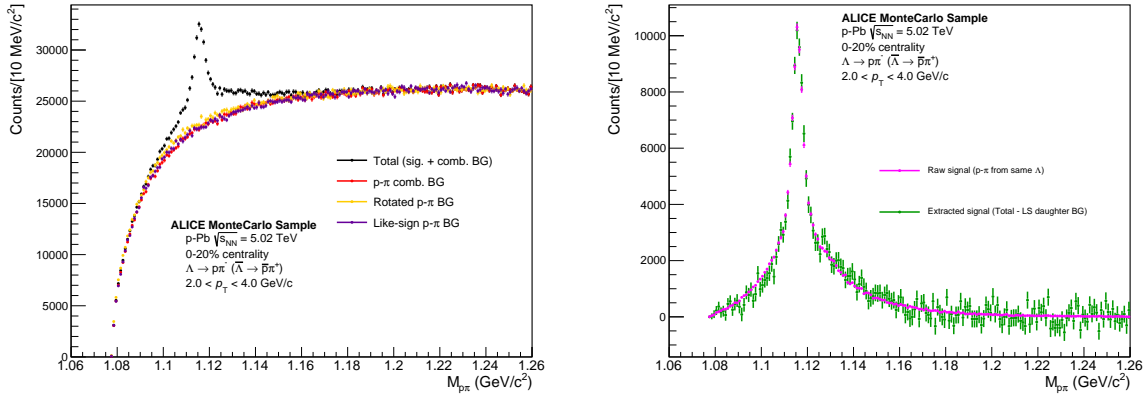 Counts/[10 MeV/c²]
30000
25000
20000
15000
10000
5000
0
Total (sig. + comb. BG)
p-π comb. BG
Rotated p-π BG
Like-sign p-π BG
ALICE MonteCarlo Sample
p-Pb √s_NN = 5.02 TeV
0-20% centrality
Λ → pπ⁻ (Λ̅ → p̅π⁺)
2.0 < p_T < 4.0 GeV/c
1.06 1.08 1.1 1.12 1.14 1.16 1.18 1.2 1.22 1.24 1.26
M_pπ (GeV/c²)
Counts/[10 MeV/c²]
10000
8000
6000
4000
2000
0
ALICE MonteCarlo Sample
p-Pb √s_NN = 5.02 TeV
0-20% centrality
Λ → pπ⁻ (Λ̅ → p̅π⁺)
2.0 < p_T < 4.0 GeV/c
Raw signal (p-π from same Λ)
Extracted signal (Total - LS daughter BG)
1.06 1.08 1.1 1.12 1.14 1.16 1.18 1.2 1.22 1.24 1.26
M_pπ (GeV/c²)